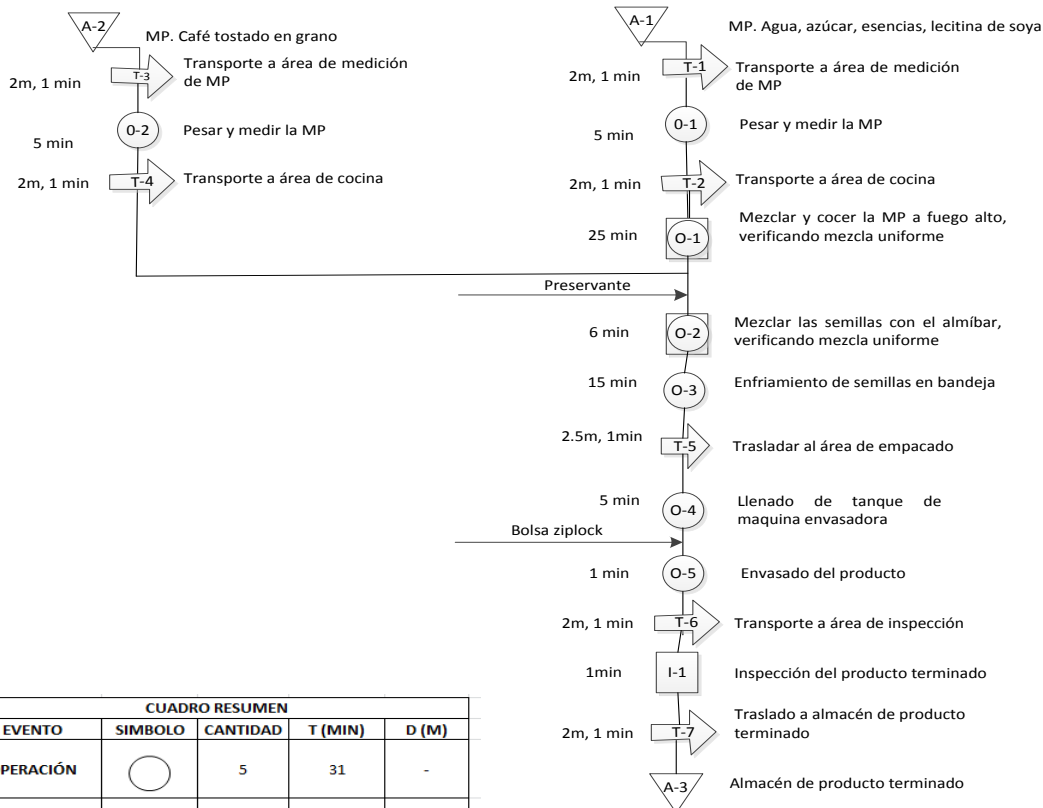 A-2
MP. Café tostado en grano
2m, 1 min
T-3
Transporte a área de medición
de MP
5 min
0-2
Pesar y medir la MP
2m, 1 min
T-4
Transporte a área de cocina
A-1
MP. Agua, azúcar, esencias, lecitina de soya
2m, 1 min
T-1
Transporte a área de medición
de MP
5 min
0-1
Pesar y medir la MP
2m, 1 min
T-2
Transporte a área de cocina
25 min
O-1
Mezclar y cocer la MP a fuego alto,
verificando mezcla uniforme
Preservante
6 min
O-2
Mezclar las semillas con el almíbar,
verificando mezcla uniforme
15 min
O-3
Enfriamiento de semillas en bandeja
2.5m, 1min
T-5
Trasladar al área de empacado
5 min
O-4
Llenado de tanque de
maquina envasadora
Bolsa ziplock
1 min
O-5
Envasado del producto
2m, 1 min
T-6
Transporte a área de inspección
1min
I-1
Inspección del producto terminado
2m, 1 min
T-7
Traslado a almacén de producto
terminado
A-3
Almacén de producto terminado
CUADRO RESUMEN
EVENTO SIMBOLO CANTIDAD T (MIN) D (M)
PERACIÓN 5 31 -